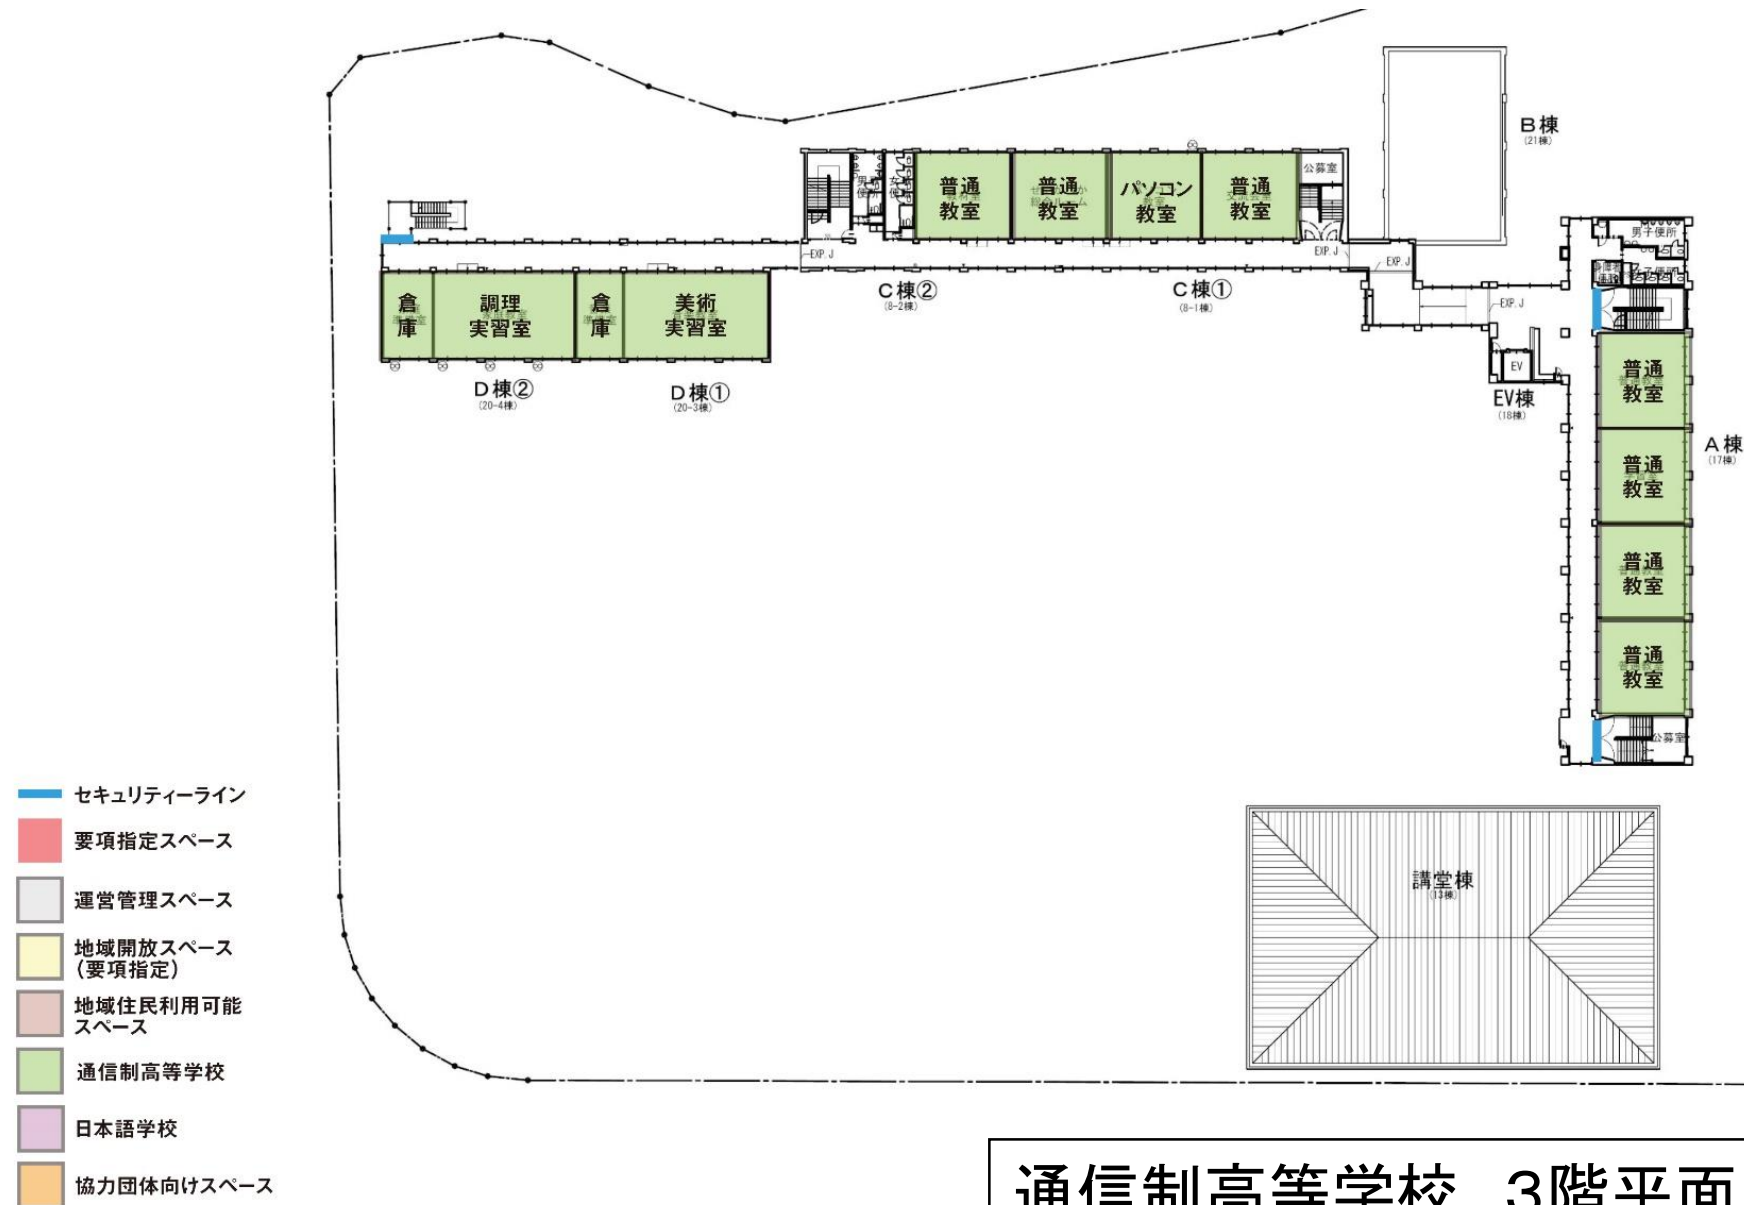 B棟
(21棟)
公募室
男子便所
女子便所
普通
教室
普通
教室
パソコン
教室
普通
教室
EXP.J
EXP.J
EXP.J
C棟②
(8-2棟)
C棟①
(8-1棟)
倉
庫
調理
実習室
倉
庫
美術
実習室
D棟②
(20-4棟)
D棟①
(20-3棟)
EXP.J
EV
EV棟
(18棟)
普通
教室
A棟
(17棟)
普通
教室
普通
教室
普通
教室
公募室
講堂棟
(13棟)
セキュリティーライン
要項指定スペース
運営管理スペース
地域開放スペース
(要項指定)
地域住民利用可能
スペース
通信制高等学校
日本語学校
協力団体向けスペース
通信制高等学校 3階平面